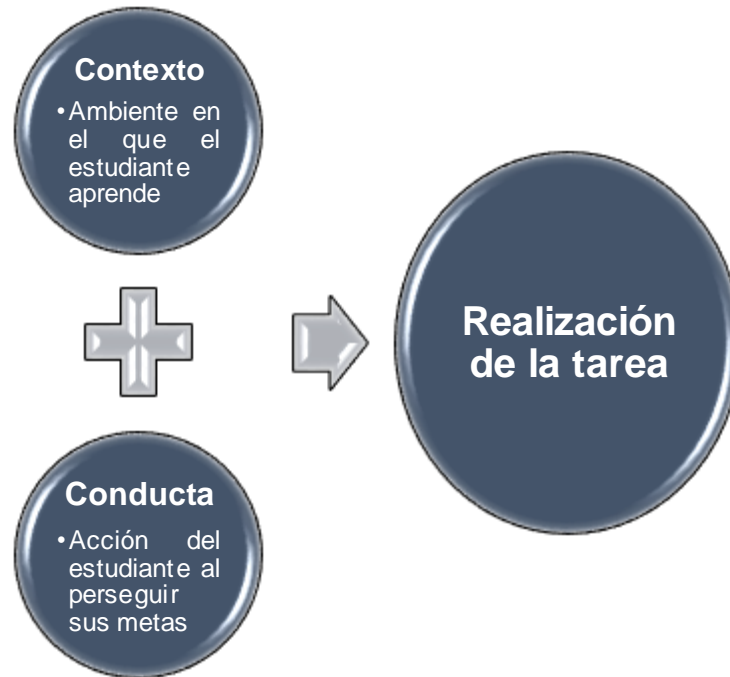 Contexto
•Ambiente en
el que el
estudiante
aprende
Realización
de la tarea
Conducta
•Acción del
estudiante al
perseguir
sus metas